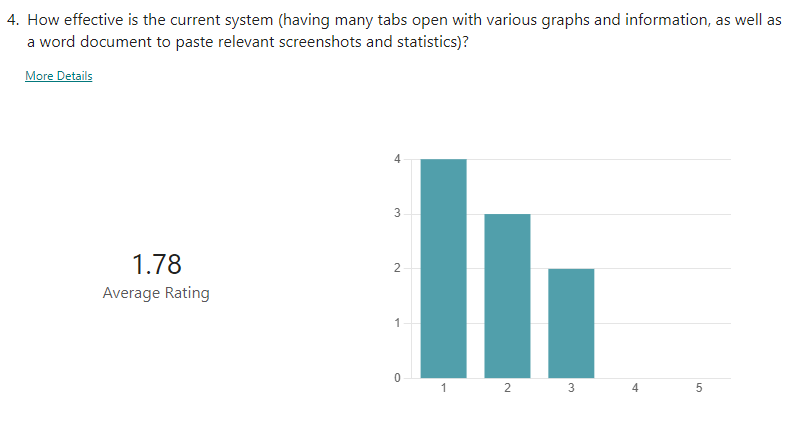 4. How effective is the current system (having many tabs open with various graphs and information, as well as
a word document to paste relevant screenshots and statistics)?
More Details
1.78
Average Rating
4
3
2
1
0
1 2 3 4 5